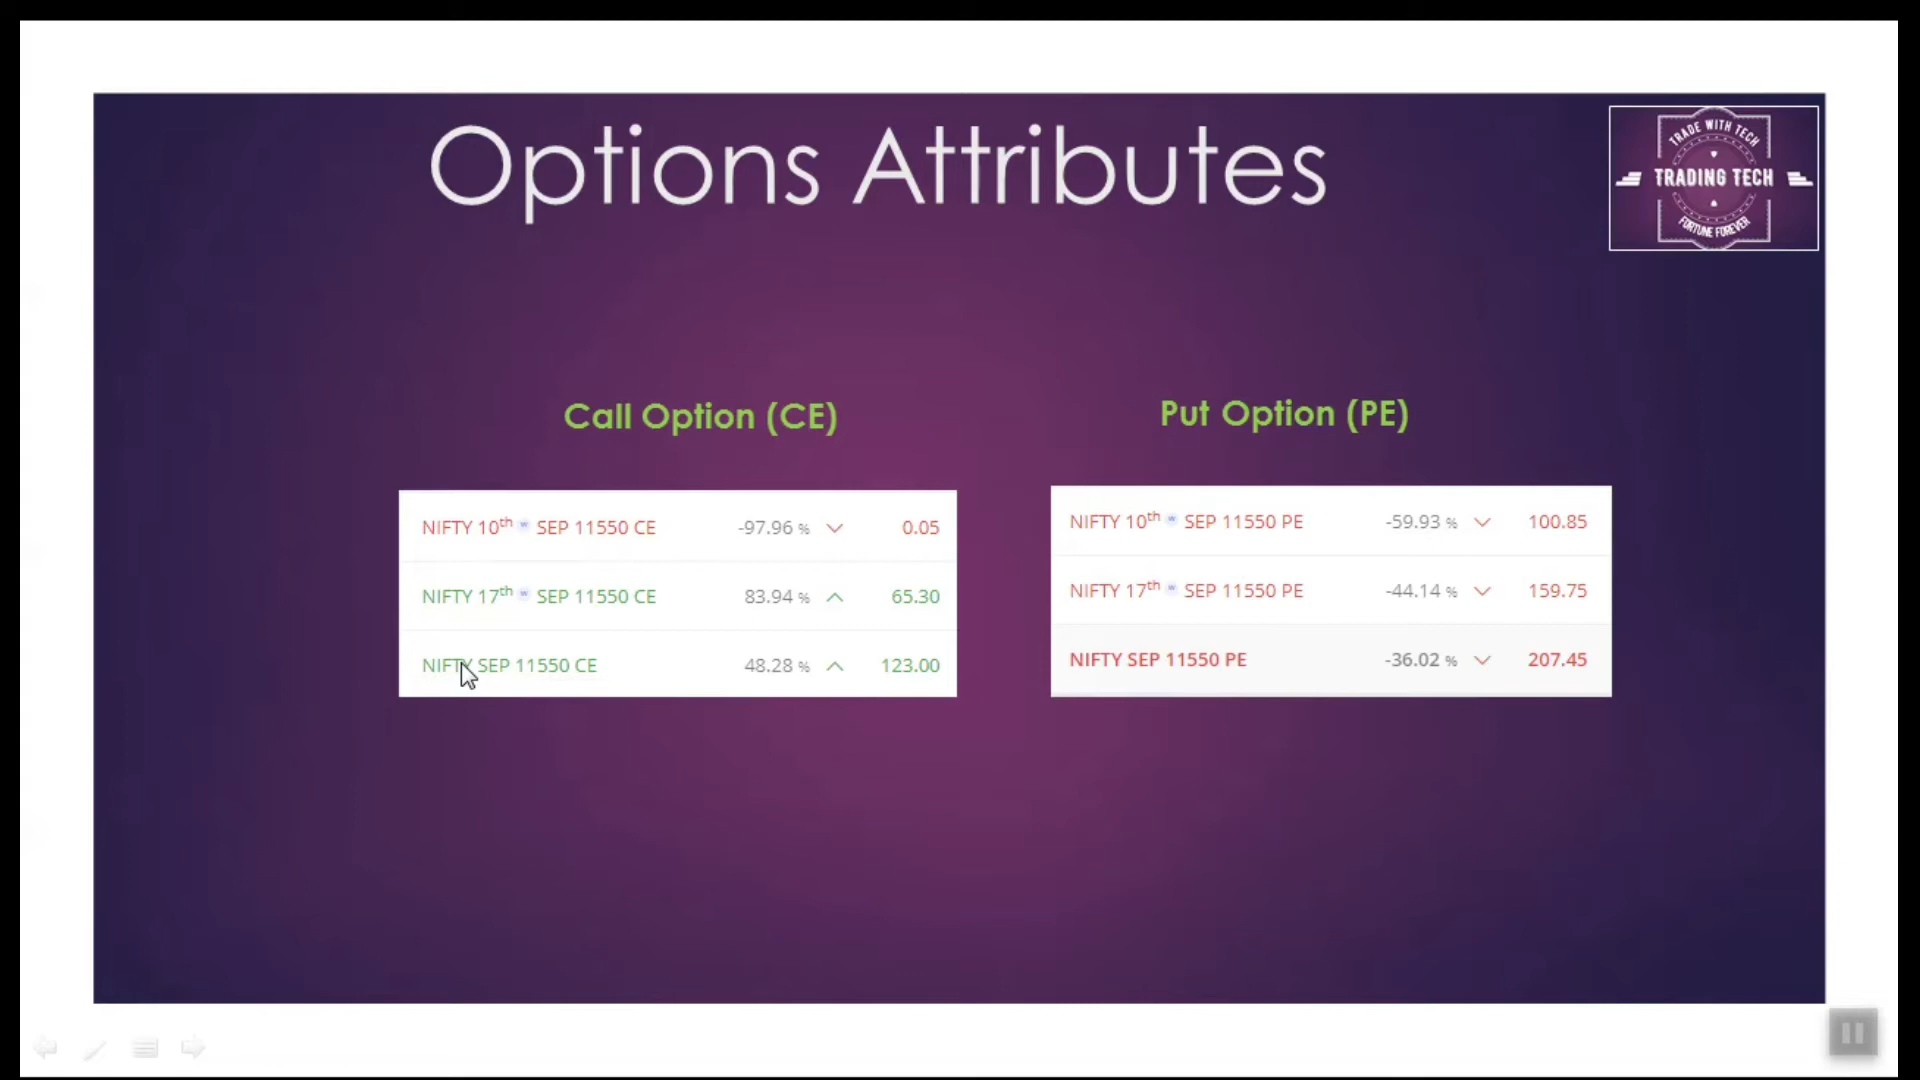 Options Attributes
TRADE WITH TECH
TRADING TECH
FORTUNE FOREVER
Call Option (CE)
NIFTY 10th w SEP 11550 CE -97.96 % 0.05
NIFTY 17th w SEP 11550 CE 83.94 % 65.30
NIFTY SEP 11550 CE 48.28 % 123.00
Put Option (PE)
NIFTY 10th w SEP 11550 PE -59.93 % 100.85
NIFTY 17th w SEP 11550 PE -44.14 % 159.75
NIFTY SEP 11550 PE -36.02 % 207.45